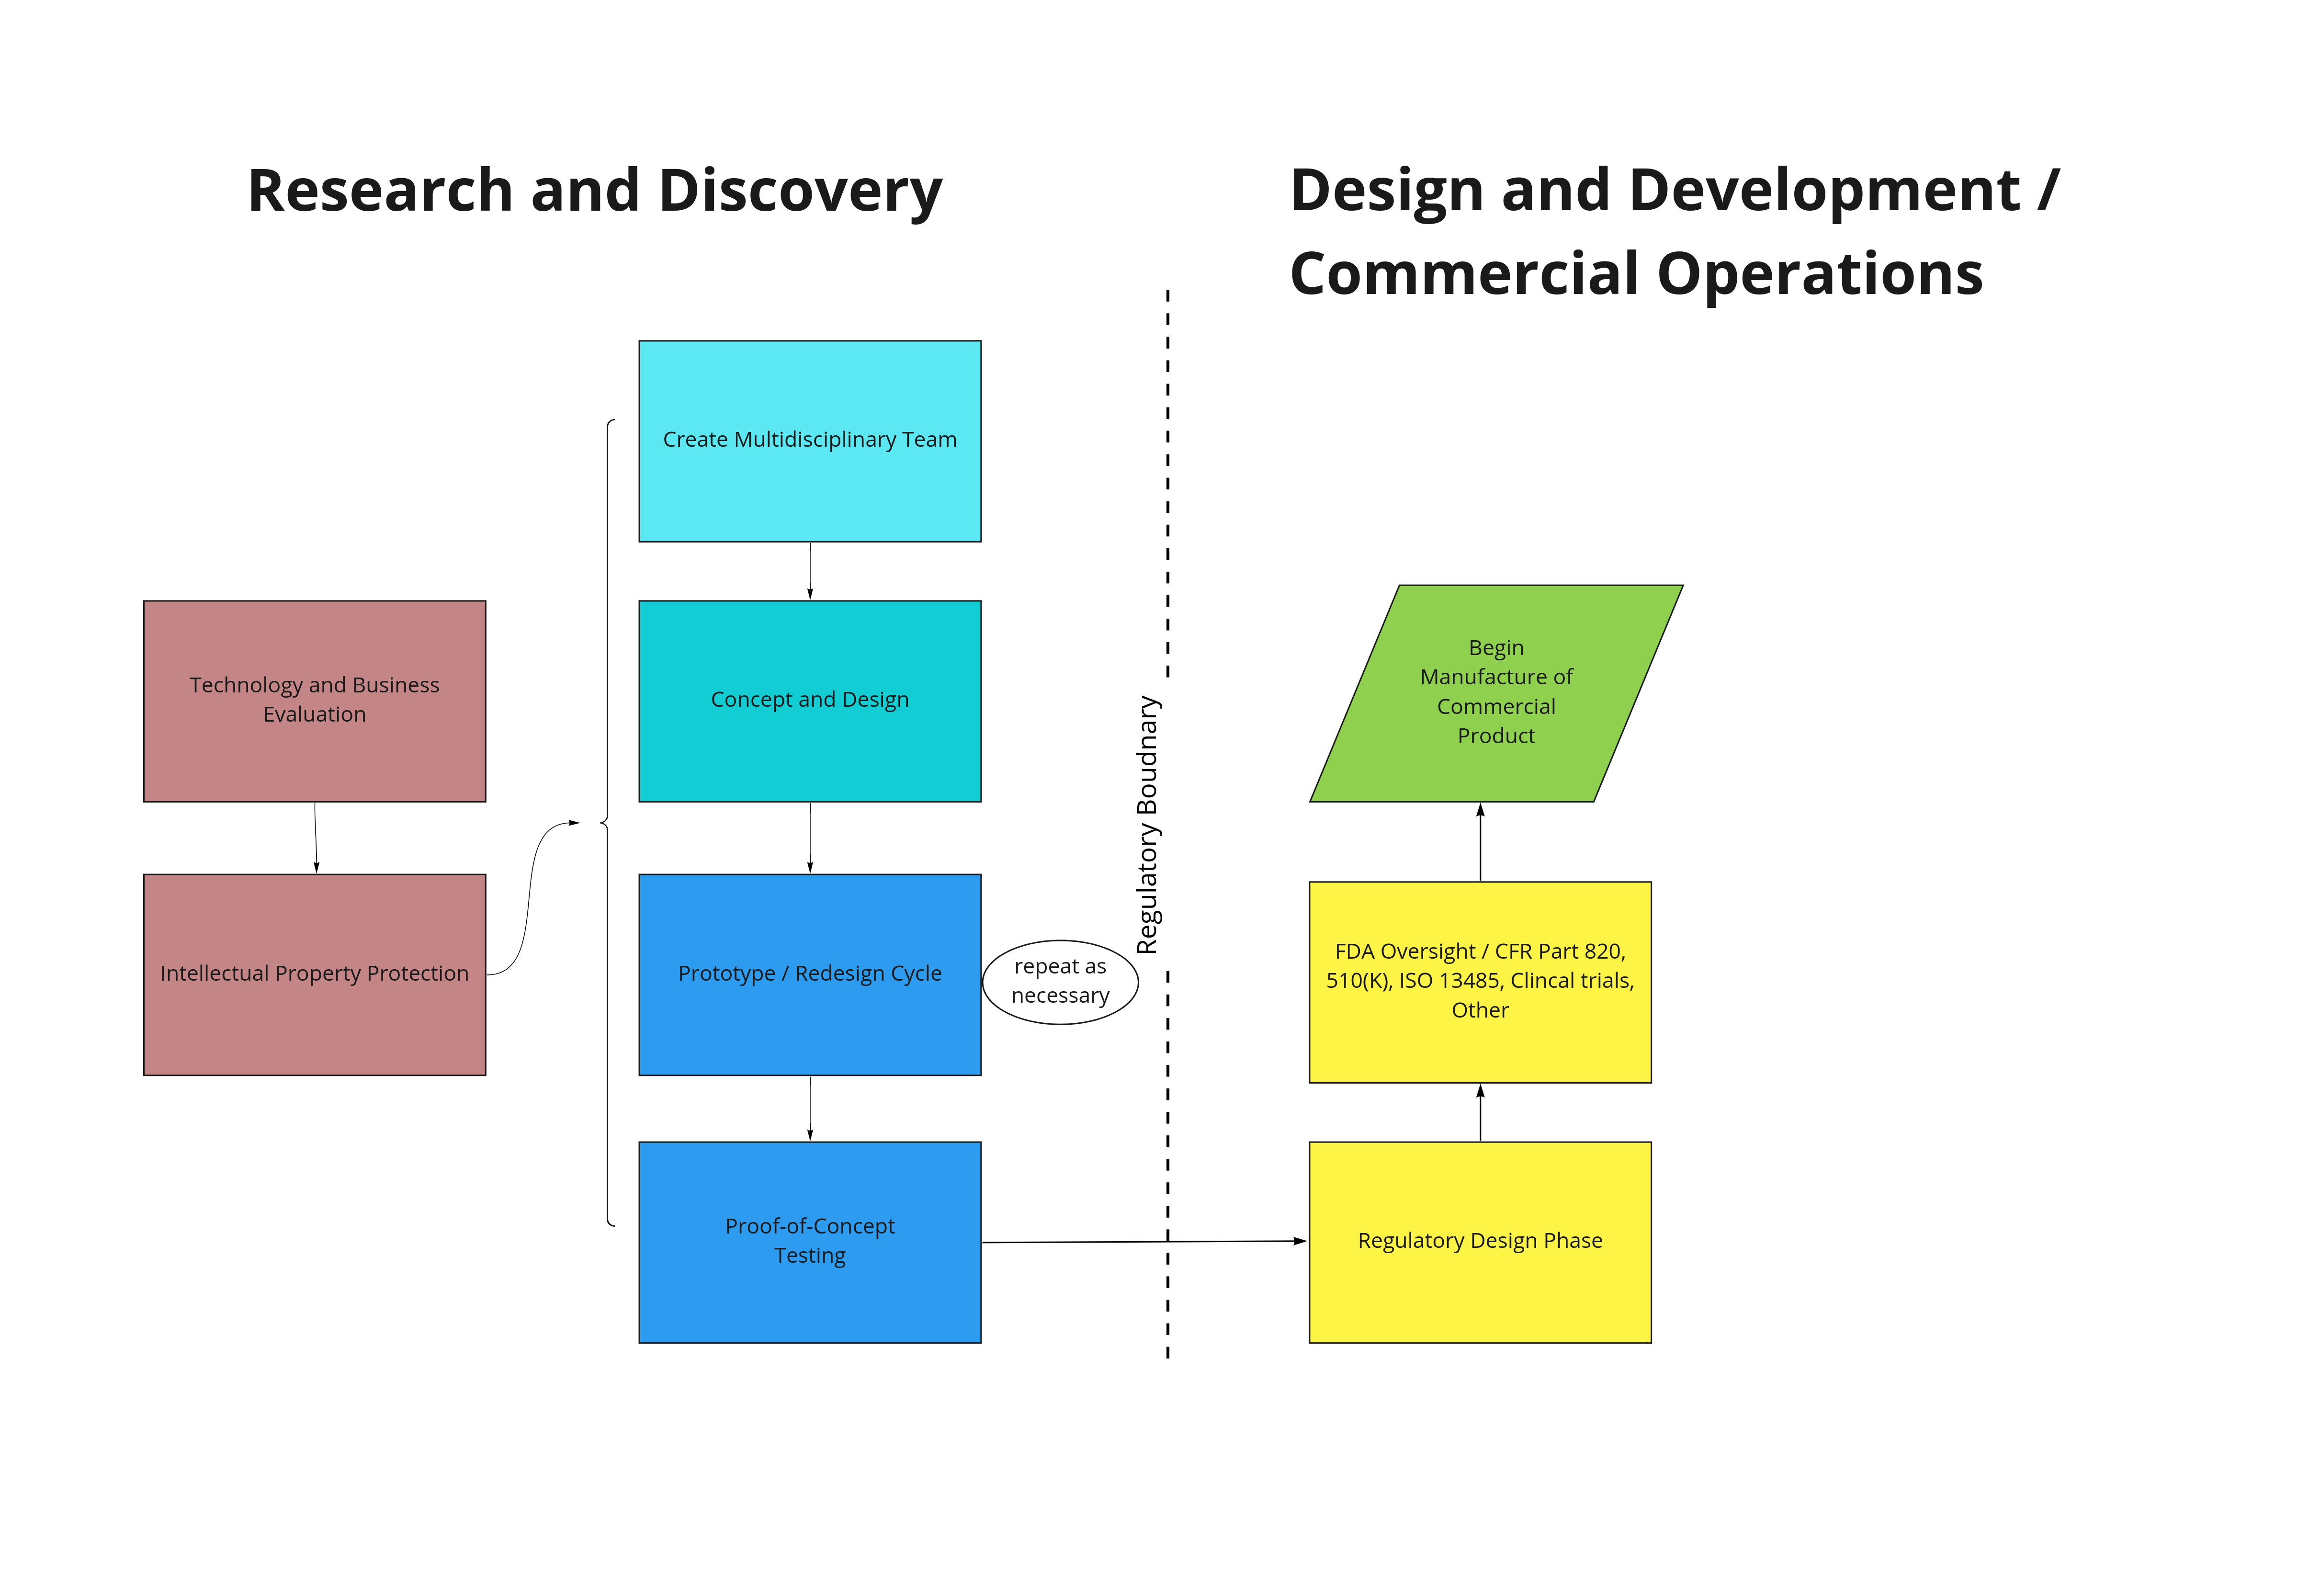 Research and Discovery
Design and Development /
Commercial Operations
Create Multidisciplinary Team
Technology and Business
Evaluation
Concept and Design
Intellectual Property Protection
Prototype / Redesign Cycle
repeat as
necessary
Proof-of-Concept
Testing
Regulatory Boudnary
Begin
Manufacture of
Commercial
Product
FDA Oversight / CFR Part 820,
510(K), ISO 13485, Clincal trials,
Other
Regulatory Design Phase